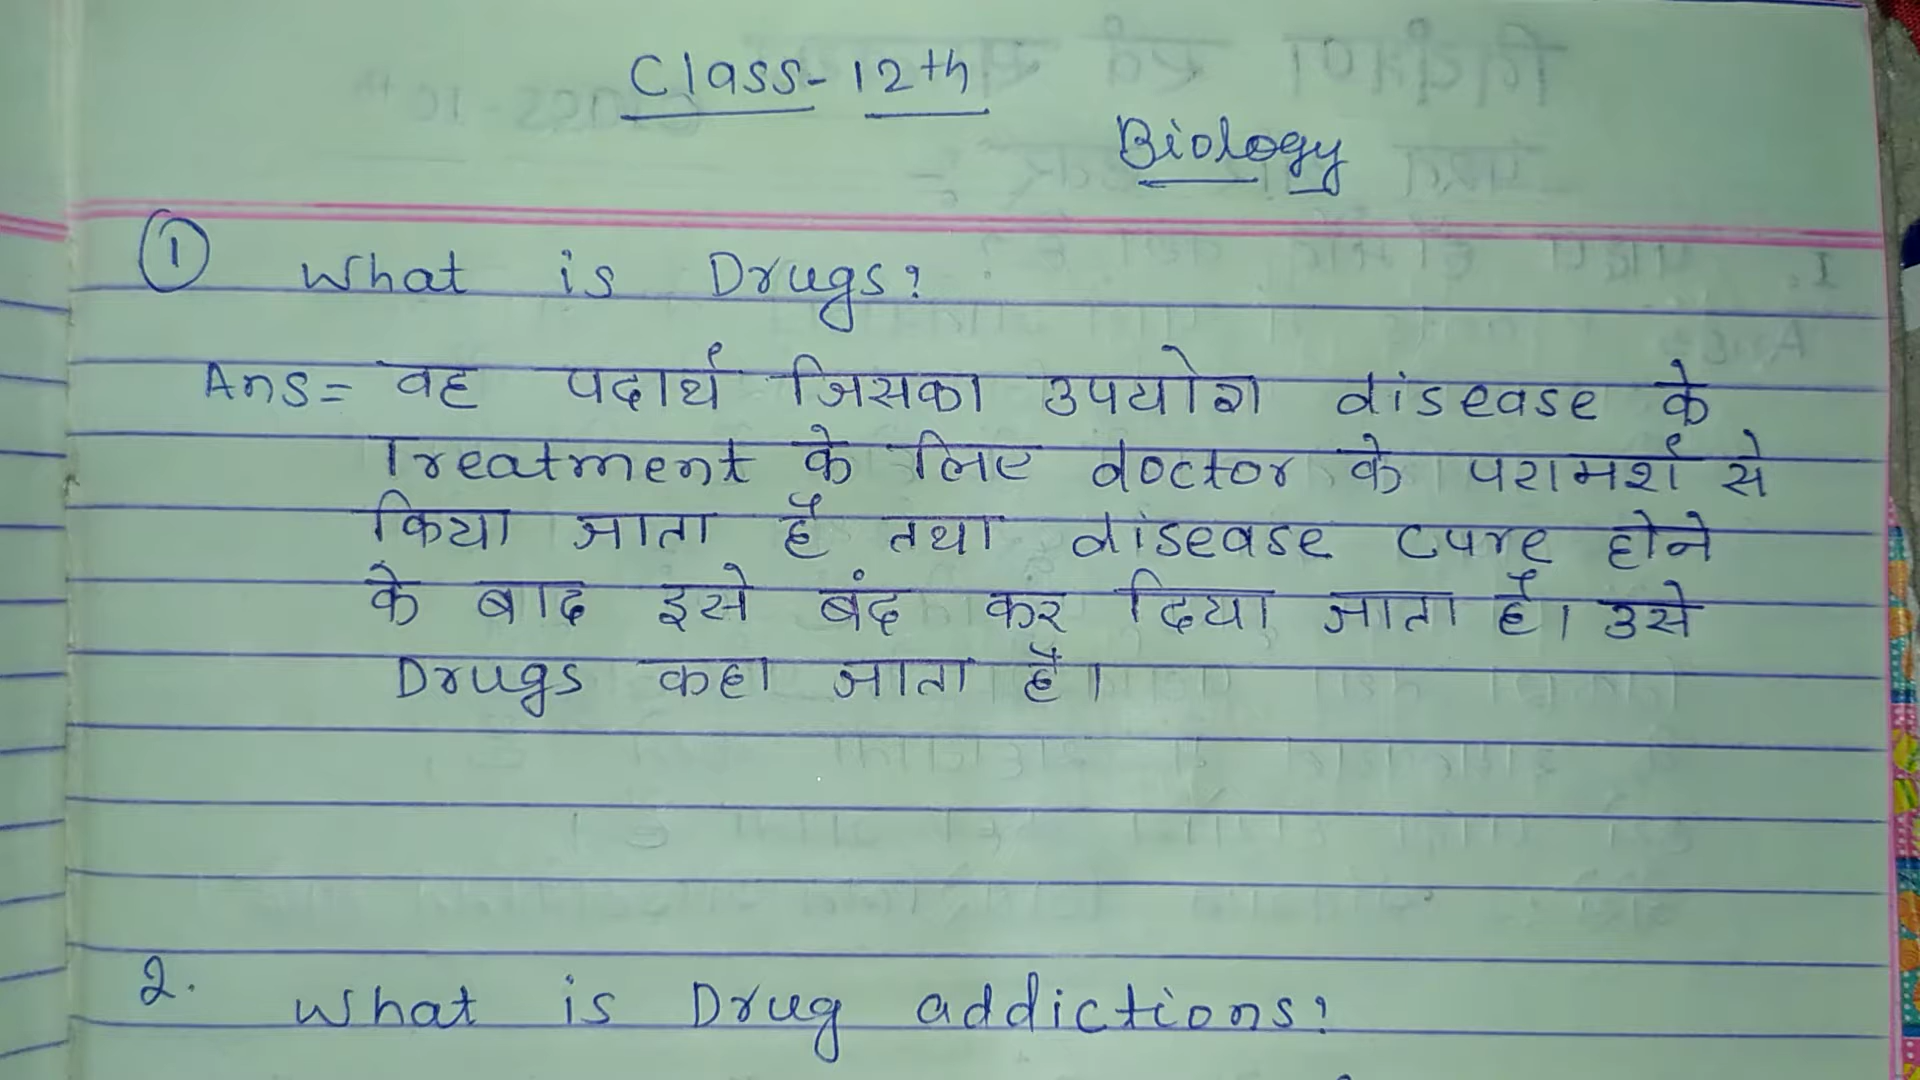 Class-12th
Biology
① What is Drugs?
Ans= वह पदार्थ जिसका उपयोग disease के
Treatment के लिए doctor के परामर्श से
किया जाता है तथा disease cure होने
के बाद इसे बंद कर दिया जाता है। उसे
Drugs कहा जाता है।
2. What is Drug addictions?